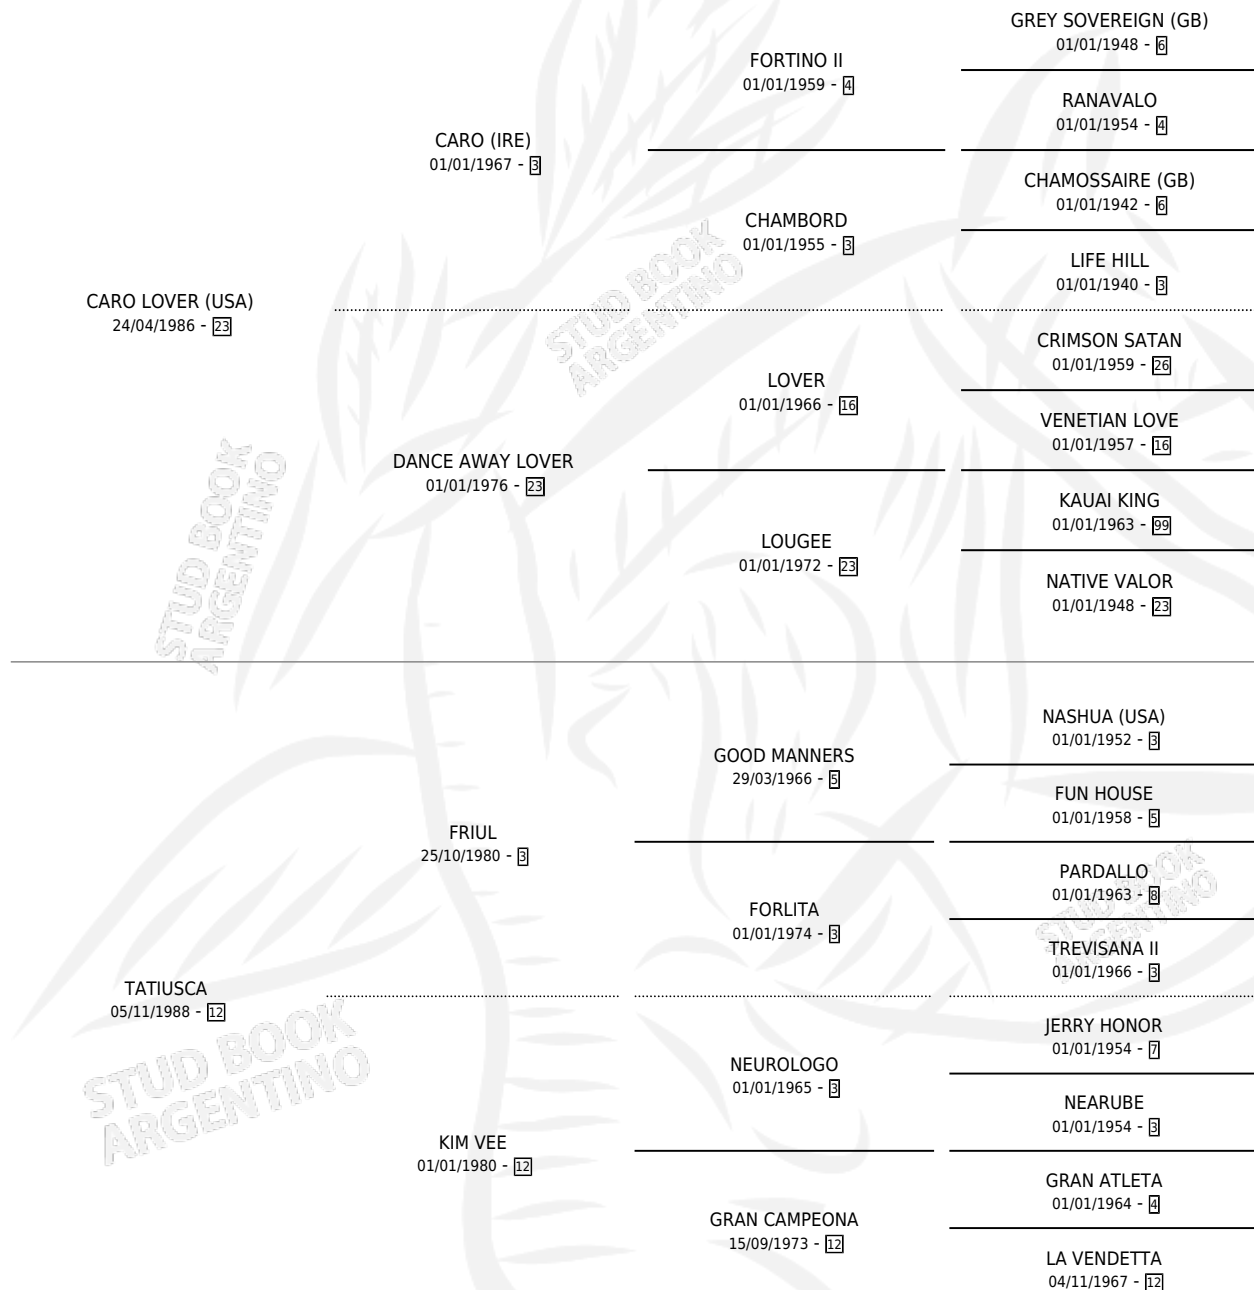 GREY SOVEREIGN (GB)
01/01/1948 - 6
FORTINO II
01/01/1959 - 4
RANAVALO
01/01/1954 - 4
CARO (IRE)
01/01/1967 - 3
CHAMOSSAIRE (GB)
01/01/1942 - 6
CHAMBORD
01/01/1955 - 3
LIFE HILL
01/01/1940 - 3
CARO LOVER (USA)
24/04/1986 - 23
CRIMSON SATAN
01/01/1959 - 26
LOVER
01/01/1966 - 16
VENETIAN LOVE
01/01/1957 - 16
DANCE AWAY LOVER
01/01/1976 - 23
KAUAI KING
01/01/1963 - 99
LOUGEE
01/01/1972 - 23
NATIVE VALOR
01/01/1948 - 23
STUD BOOK
ARGENTINO
STUD BOOK
ARGENTINO
NASHUA (USA)
01/01/1952 - 3
GOOD MANNERS
29/03/1966 - 5
FUN HOUSE
01/01/1958 - 5
FRIUL
25/10/1980 - 3
PARDALLO
01/01/1963 - 8
FORLITA
01/01/1974 - 3
TREVISANA II
01/01/1966 - 3
STUD BOOK
ARGENTINO
TATIUSCA
05/11/1988 - 12
JERRY HONOR
01/01/1954 - 7
NEUROLOGO
01/01/1965 - 3
NEARUBE
01/01/1954 - 3
KIM VEE
01/01/1980 - 12
GRAN ATLETA
01/01/1964 - 4
GRAN CAMPEONA
15/09/1973 - 12
LA VENDETTA
04/11/1967 - 12
STUD BOOK
ARGENTINO